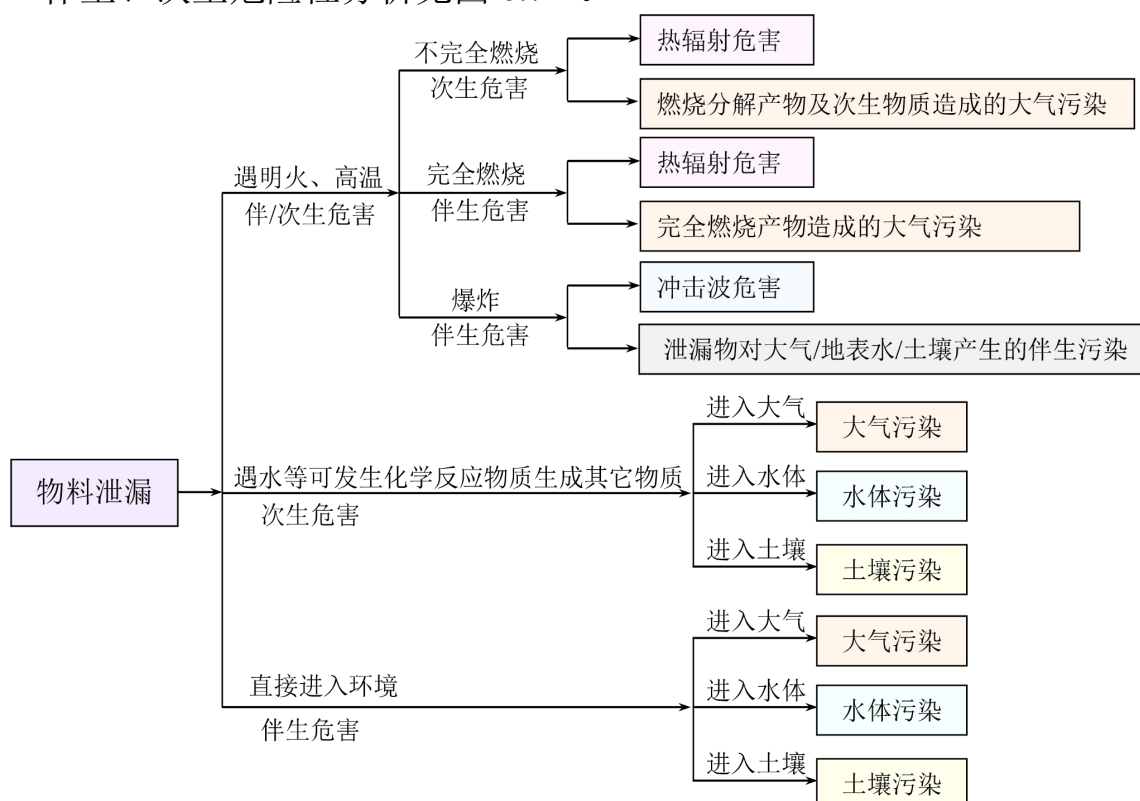 不完全燃烧
次生危害
热辐射危害
燃烧分解产物及次生物质造成的大气污染
遇明火、高温
伴/次生危害
完全燃烧
伴生危害
热辐射危害
完全燃烧产物造成的大气污染
爆炸
伴生危害
冲击波危害
泄漏物对大气/地表水/土壤产生的伴生污染
物料泄漏
遇水等可发生化学反应物质生成其它物质
次生危害
进入大气
大气污染
进入水体
水体污染
进入土壤
土壤污染
直接进入环境
伴生危害
进入大气
大气污染
进入水体
水体污染
进入土壤
土壤污染